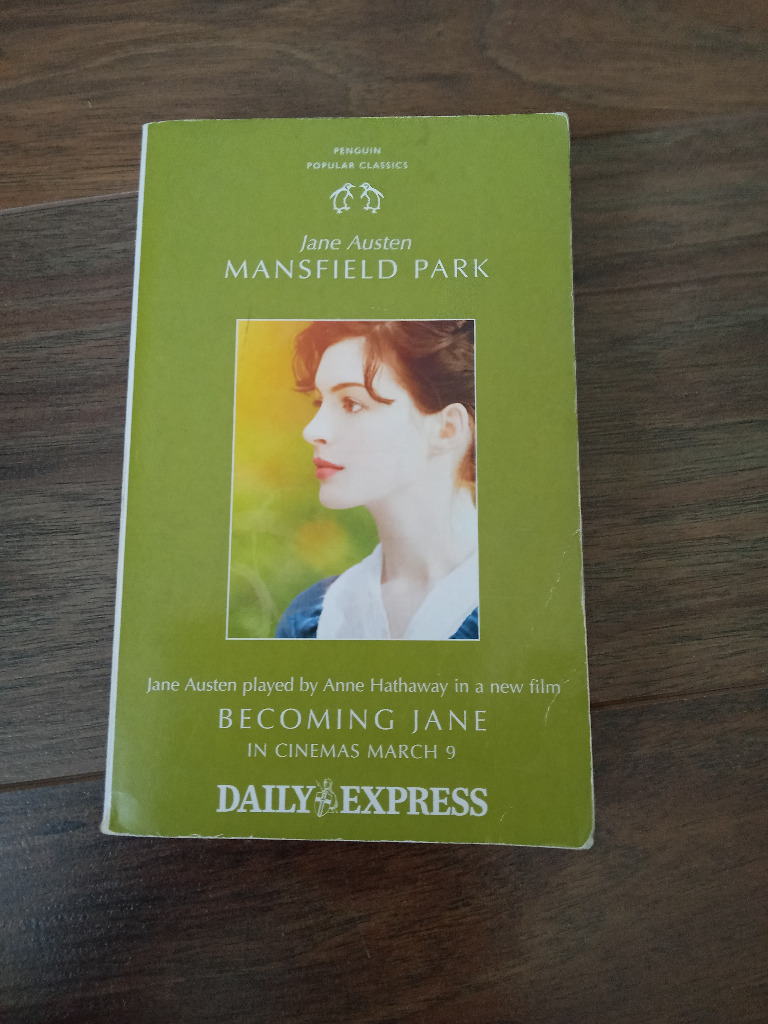 PENGUIN
POPULAR CLASSICS
Jane Austen
MANSFIELD PARK
Jane Austen played by Anne Hathaway in a new film
BECOMING JANE
IN CINEMAS MARCH 9
DAILY EXPRESS